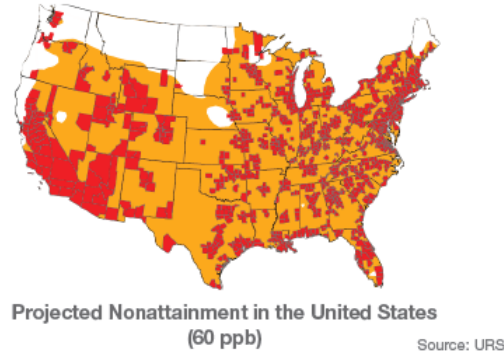 Projected Nonattainment in the United States
(60 ppb)
Source: URS